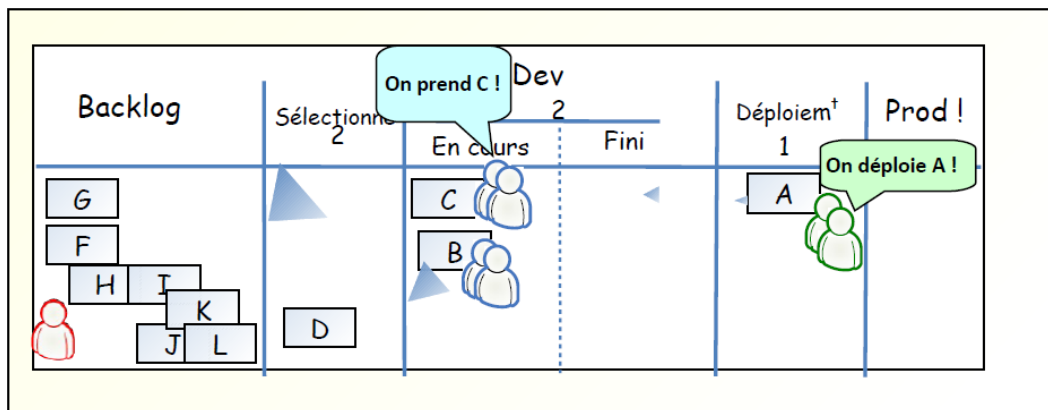 Backlog
Sélectionné
2
On prend C !
Dev
2
En cours
Fini
Déploiem†
1
Prod !
On déploie A !
G
F
H
I
K
J
L
D
C
B
A